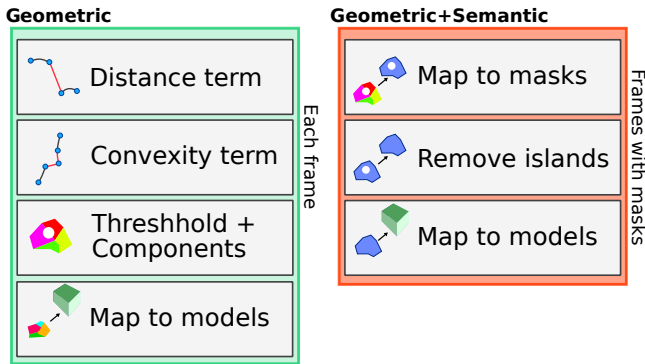 Geometric
Distance term
Convexity term
Threshhold +
Components
Map to models
Each frame
Geometric+Semantic
Map to masks
Remove islands
Map to models
Frames with masks